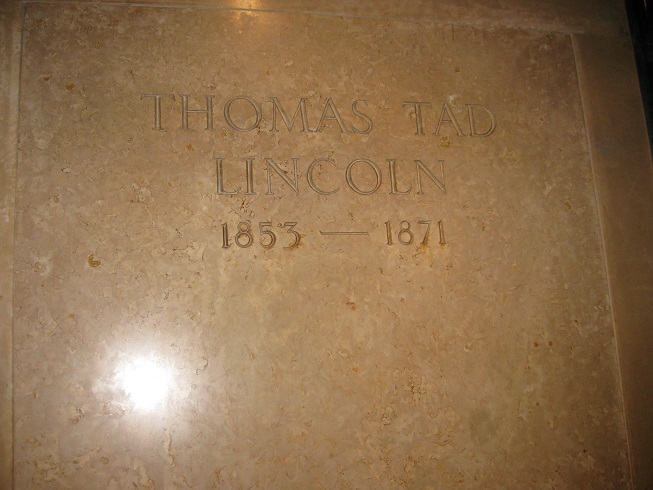 THOMAS TAD
LINCOLN
1853 — 1871